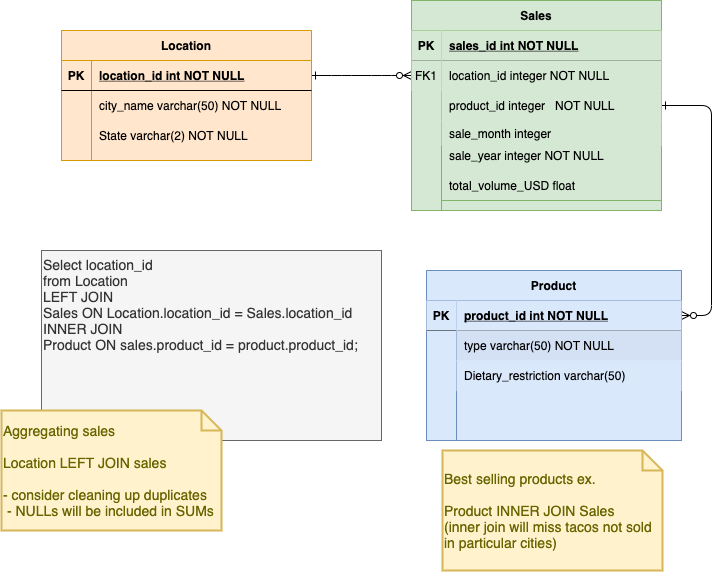 Location
PK location_id int NOT NULL
city_name varchar(50) NOT NULL
State varchar(2) NOT NULL
Sales
PK sales_id int NOT NULL
FK1 location_id integer NOT NULL
product_id integer   NOT NULL
sale_month integer
sale_year integer NOT NULL
total_volume_USD float
Select location_id
from Location
LEFT JOIN
Sales ON Location.location_id = Sales.location_id
INNER JOIN
Product ON sales.product_id = product.product_id;
Product
PK product_id int NOT NULL
type varchar(50) NOT NULL
Dietary_restriction varchar(50)
Aggregating sales
Location LEFT JOIN sales
- consider cleaning up duplicates
- NULLs will be included in SUMs
Best selling products ex.
Product INNER JOIN Sales
(inner join will miss tacos not sold
in particular cities)